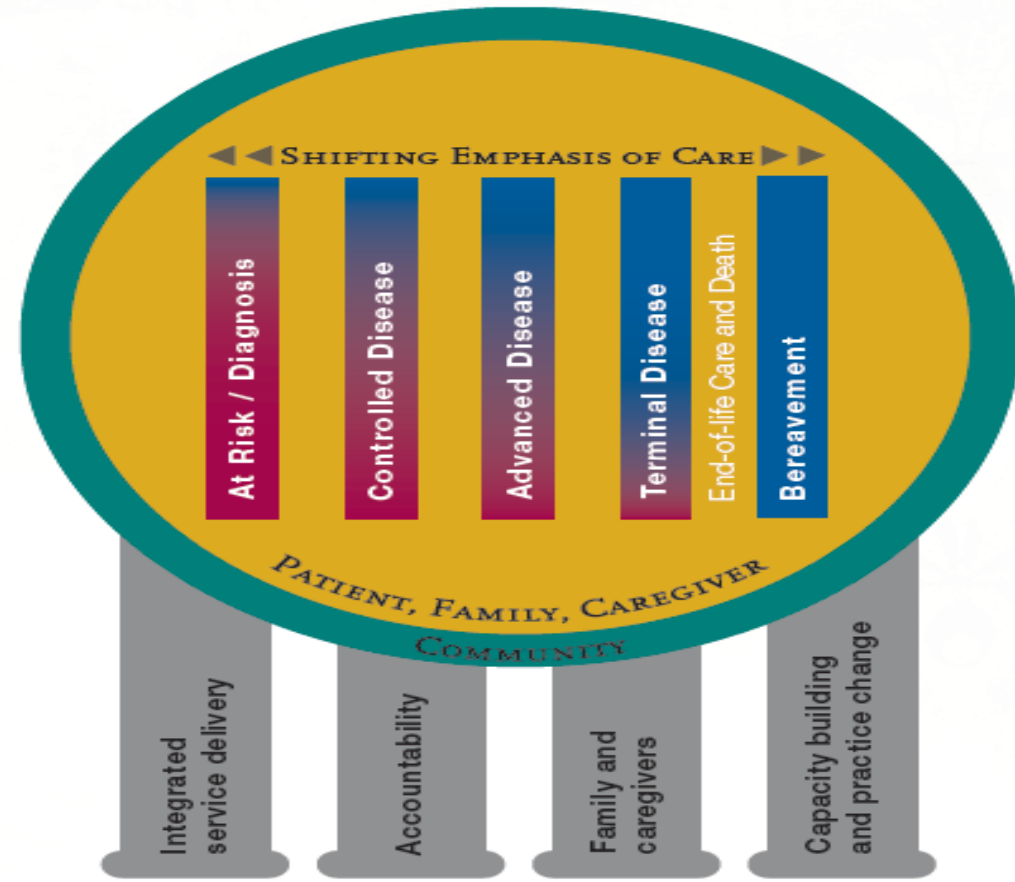 SHIFTING EMPHASIS OF CARE
At Risk / Diagnosis
Controlled Disease
Advanced Disease
Terminal Disease
End-of-life Care and Death
Bereavement
PATIENT, FAMILY, CAREGIVER
COMMUNITY
Integrated
service delivery
Accountability
Family and
caregivers
Capacity building
and practice change